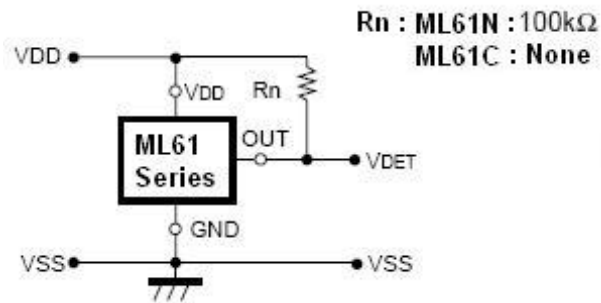 Rn : ML61N : 100kΩ
ML61C : None
VDD
VDD
Rn
ML61
Series
OUT
VDET
GND
VSS
VSS